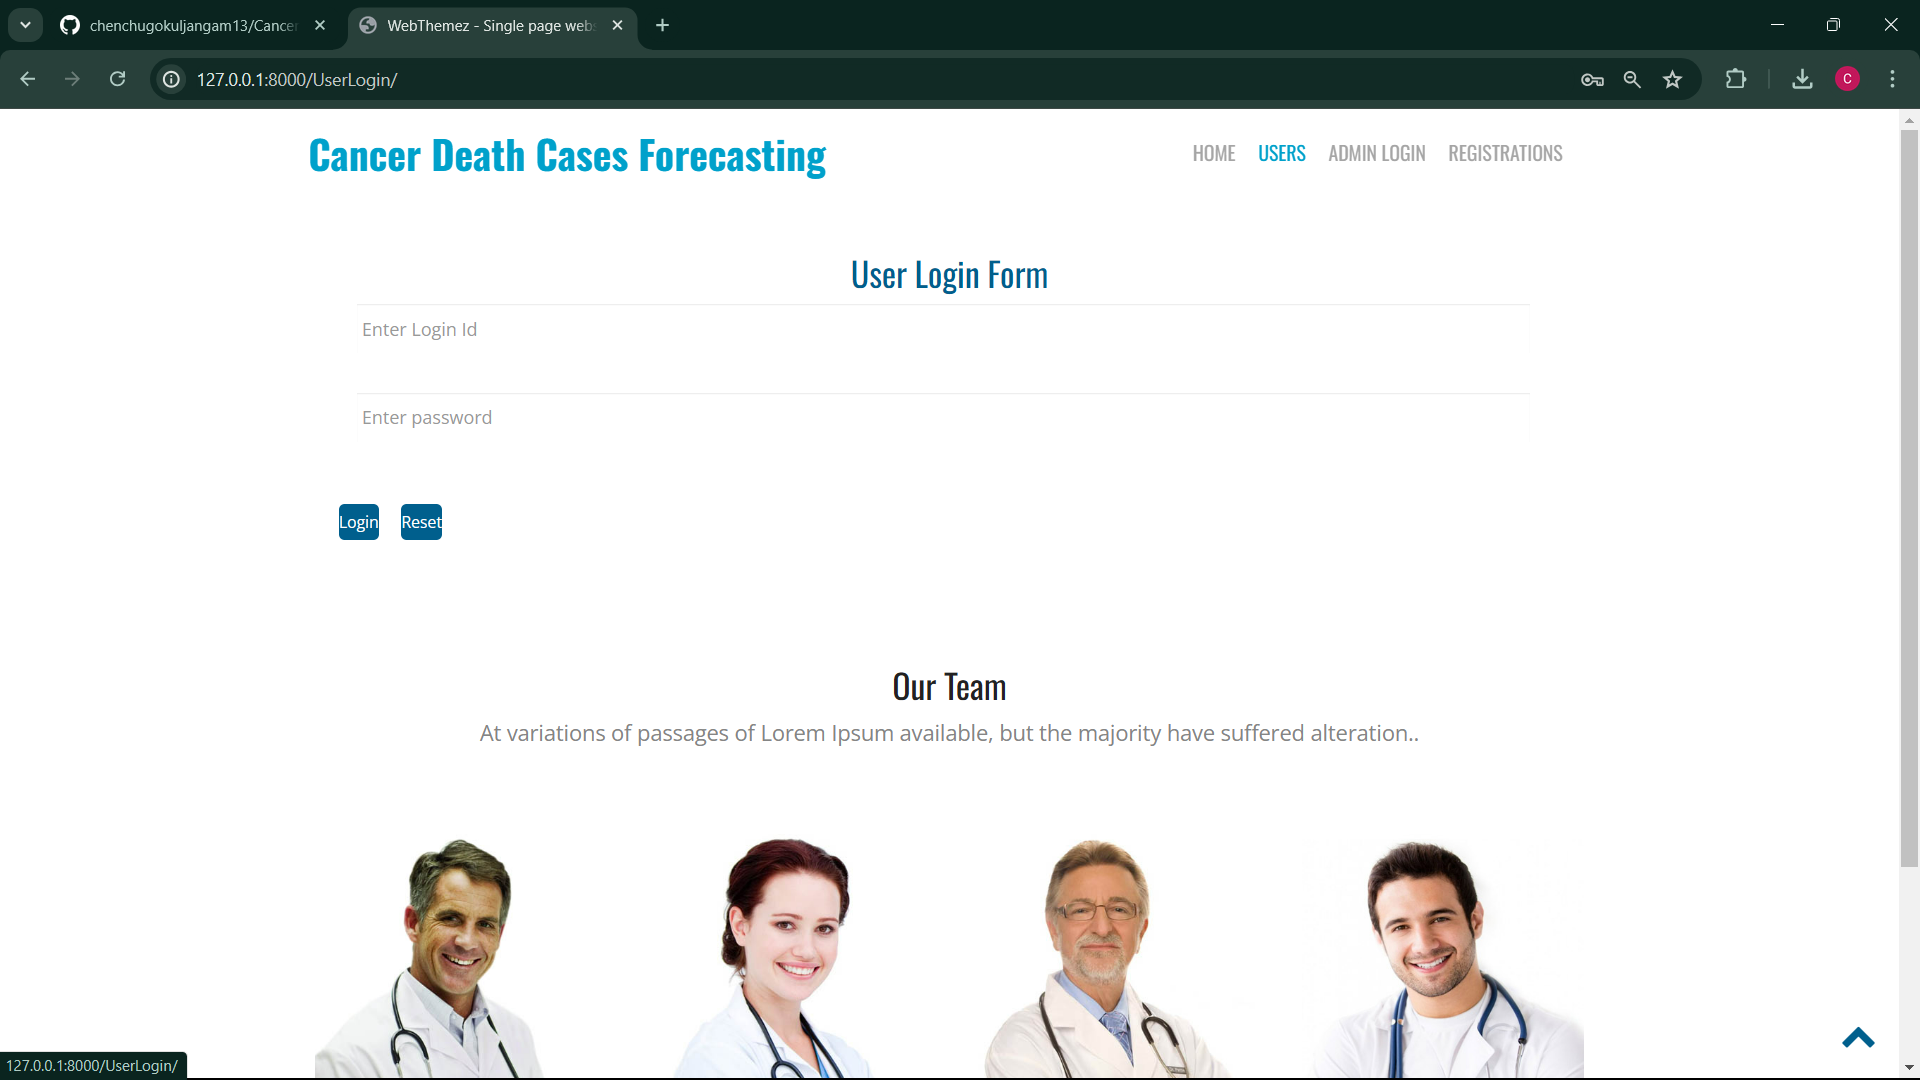 chenchugokuljangam13/Cancer
WebThemez - Single page webs
127.0.0.1:8000/UserLogin/
C
Cancer Death Cases Forecasting
HOME USERS ADMIN LOGIN REGISTRATIONS
User Login Form
Enter Login Id
Enter password
Login Reset
Our Team
At variations of passages of Lorem Ipsum available, but the majority have suffered alteration..
127.0.0.1:8000/UserLogin/